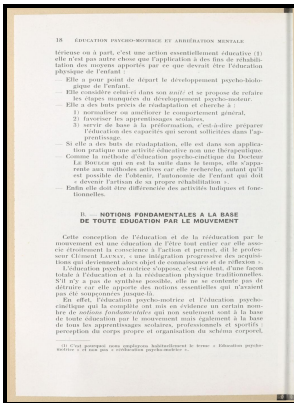 18 ÉDUCATION PSYCHO-MOTRICE ET ARRIÉRATION MENTALE
térieuse ou à part, c'est une action essentiellement éducative (1)
elle n'est pas autre chose que l'application à des fins de réhabili-
tation des moyens apportés par ce que devrait être l'éducation
physique de l'enfant :
— Elle a pour point de départ le développement psycho-biolo-
gique de l'enfant.
— Elle considère celui-ci dans son unité et se propose de refaire
les étapes manquées du développement psycho-moteur.
— Elle a des buts précis de réadaptation et cherche à :
1) normaliser ou améliorer le comportement général,
2) favoriser les apprentissages scolaires,
3) servir de base à la préformation, c'est-à-dire préparer
l'éducation des capacités qui seront sollicitées dans l'ap-
prentissage.
— Si elle a des buts de réadaptation, elle est dans son applica-
tion pratique une activité éducative non une thérapeutique.
— Comme la méthode d'éducation psycho-cinétique du Docteur
LE BOULCH qui en est la suite dans le temps, elle s'appa-
rente aux méthodes actives car elle recherche, autant qu'il
est possible de l'obtenir, l'autonomie de l'enfant qui doit
« devenir l'artisan de sa propre réhabilitation ».
— Enfin elle doit être différenciée des activités ludiques et fonc-
tionnelles.
B. — NOTIONS FONDAMENTALES A LA BASE
DE TOUTE EDUCATION PAR LE MOUVEMENT
Cette conception de l'éducation et de la rééducation par le
mouvement est une éducation de l'être tout entier car elle asso-
cie étroitement la conscience à l'action et permet, dit le profes-
seur Clément LAUNAY, « une intégration progressive des acquisi-
tions qui deviennent alors objet de connaissance et de réflexion ».
L'éducation psycho-motrice s'oppose, c'est évident, d'une façon
totale à l'éducation et à la rééducation physique traditionnelles.
S'il n'y a pas de synthèse possible, elle ne se contente pas de
détruire car elle apporte des notions essentielles qui n'avaient
pas été soupçonnées jusque-là.
En effet, l'éducation psycho-motrice et l'éducation psycho-
cinétique qui la complète ont mis en évidence un certain nom-
bre de notions fondamentales qui non seulement sont à la base
de toute éducation par le mouvement mais également à la base
de tous les apprentissages scolaires, professionnels et sportifs :
perception du corps propre et organisation du schéma corporel,
(1) C'est pourquoi nous employons habituellement le terme « Education psycho-
motrice » et non pas « rééducation psycho-motrice ».